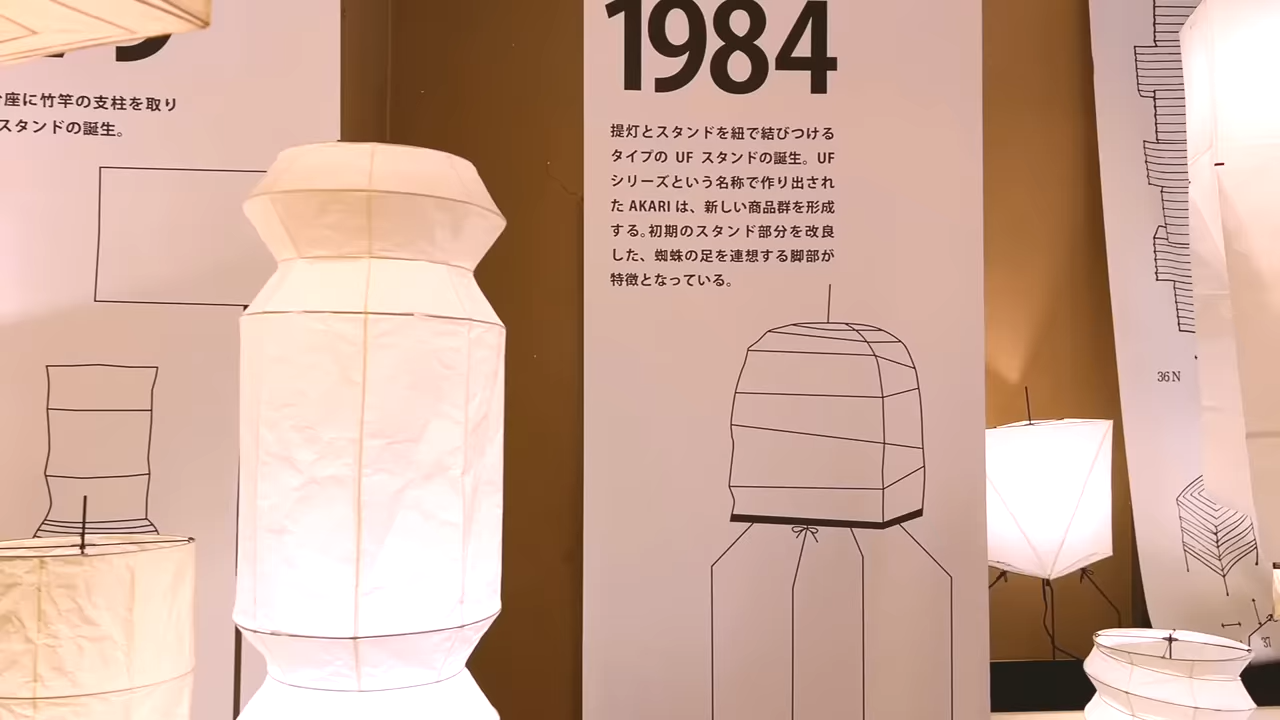 座に竹竿の支柱を取り
スタンドの誕生。
1984
提灯とスタンドを紐で結びつける
タイプの UF スタンドの誕生。UF
シリーズという名称で作り出され
た AKARI は、新しい商品群を形成
する。初期のスタンド部分を改良
した、蜘蛛の足を連想する脚部が
特徴となっている。
36 N
37